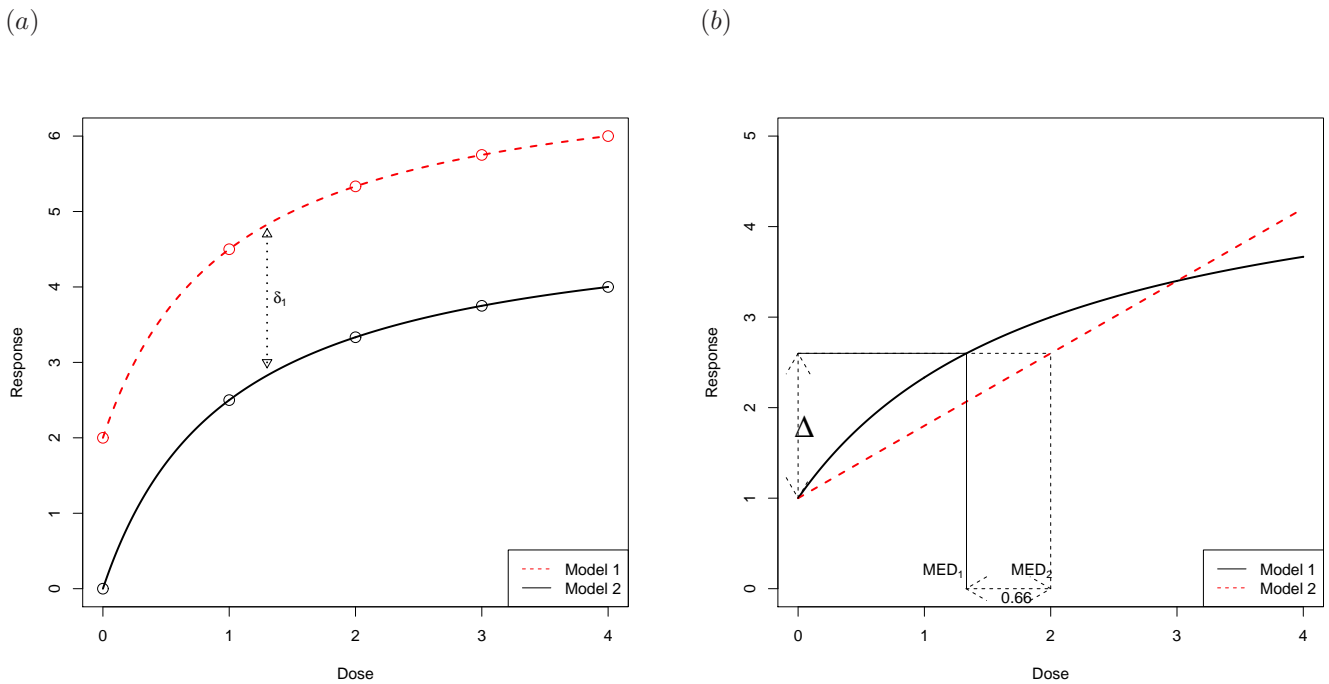 (a)
6
5
4
3
2
1
0
Response
δ1
Model 1
Model 2
0 1 2 3 4
Dose
(b)
5
4
3
2
1
0
Response
Δ
MED1 MED2
0.66
Model 1
Model 2
0 1 2 3 4
Dose